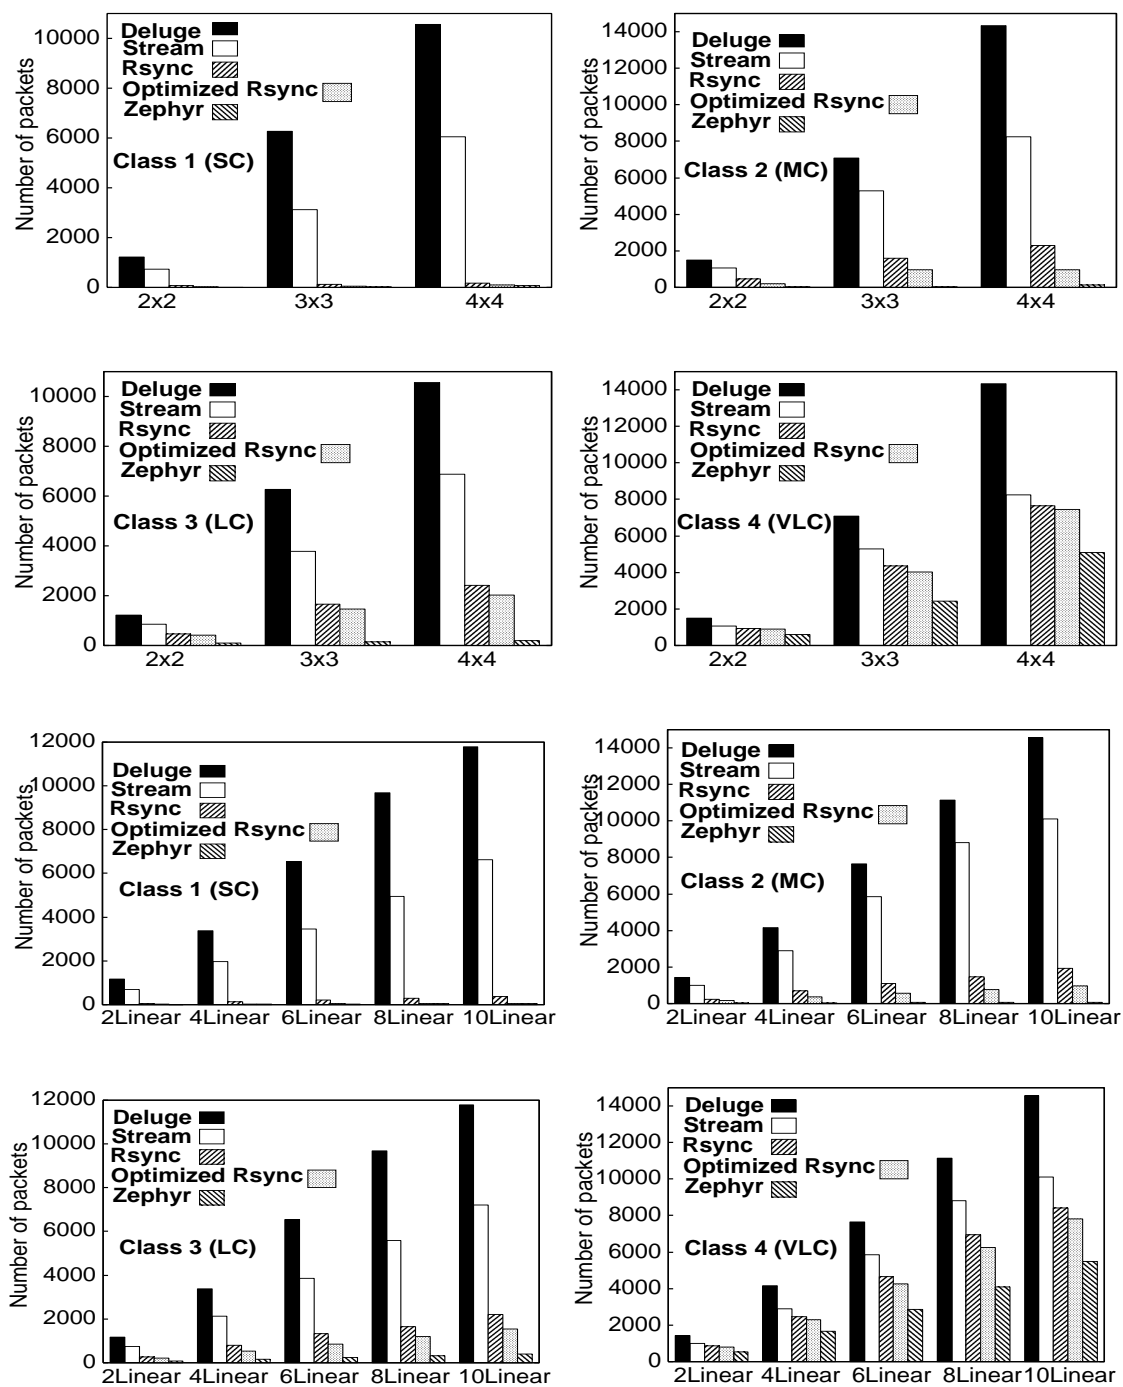 Number of packets
10000
8000
6000
4000
2000
0
Deluge
Stream
Rsync
Optimized Rsync
Zephyr
Class 1 (SC)
2x2 3x3 4x4
Number of packets
14000
12000
10000
8000
6000
4000
2000
0
Deluge
Stream
Rsync
Optimized Rsync
Zephyr
Class 2 (MC)
2x2 3x3 4x4
Number of packets
10000
8000
6000
4000
2000
0
Deluge
Stream
Rsync
Optimized Rsync
Zephyr
Class 3 (LC)
2x2 3x3 4x4
Number of packets
14000
12000
10000
8000
6000
4000
2000
0
Deluge
Stream
Rsync
Optimized Rsync
Zephyr
Class 4 (VLC)
2x2 3x3 4x4
Number of packets
12000
10000
8000
6000
4000
2000
0
Deluge
Stream
Rsync
Optimized Rsync
Zephyr
Class 1 (SC)
2Linear 4Linear 6Linear 8Linear 10Linear
Number of packets
14000
12000
10000
8000
6000
4000
2000
0
Deluge
Stream
Rsync
Optimized Rsync
Zephyr
Class 2 (MC)
2Linear 4Linear 6Linear 8Linear 10Linear
Number of packets
12000
10000
8000
6000
4000
2000
0
Deluge
Stream
Rsync
Optimized Rsync
Zephyr
Class 3 (LC)
2Linear 4Linear 6Linear 8Linear 10Linear
Number of packets
14000
12000
10000
8000
6000
4000
2000
0
Deluge
Stream
Rsync
Optimized Rsync
Zephyr
Class 4 (VLC)
2Linear 4Linear 6Linear 8Linear 10Linear